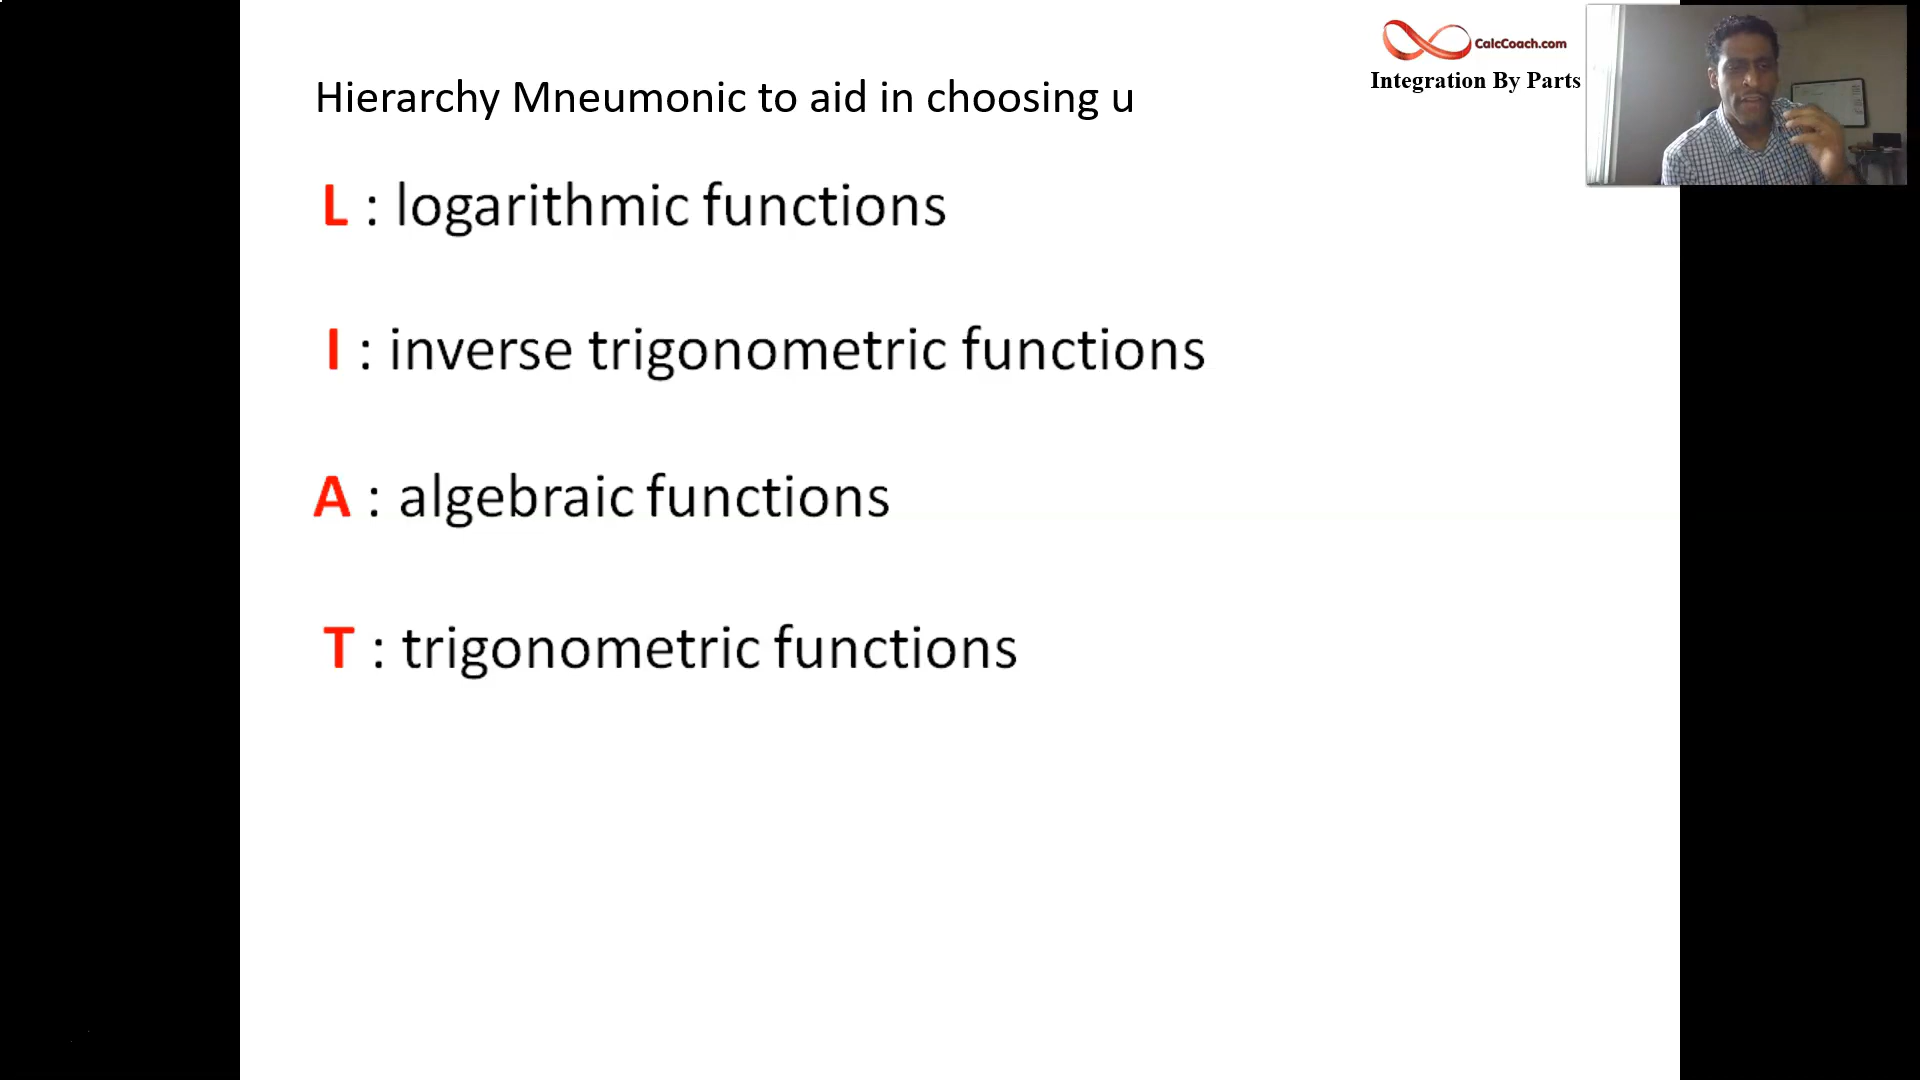 CalcCoach.com
Integration By Parts
Hierarchy Mneumonic to aid in choosing u
L : logarithmic functions
I : inverse trigonometric functions
A : algebraic functions
T : trigonometric functions